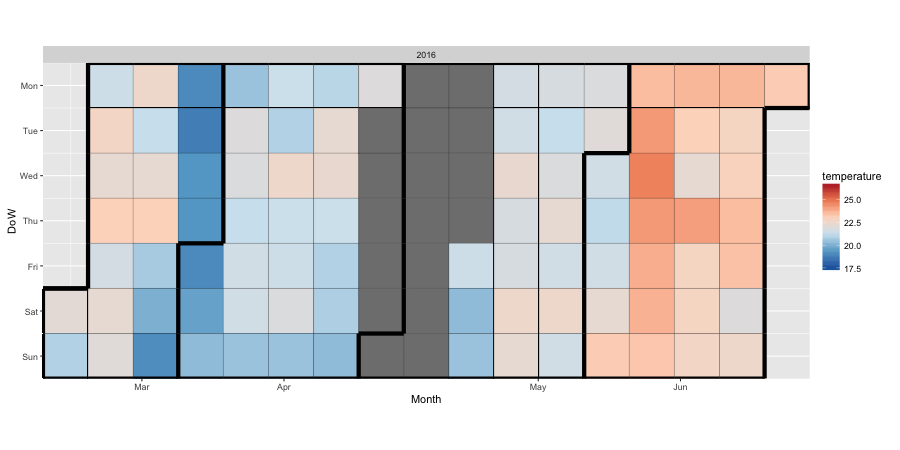 2016
Mon
Tue
Wed
Thu
Fri
Sat
Sun
DoW
Mar
Apr
May
Jun
Month
temperature
25.0
22.5
20.0
17.5